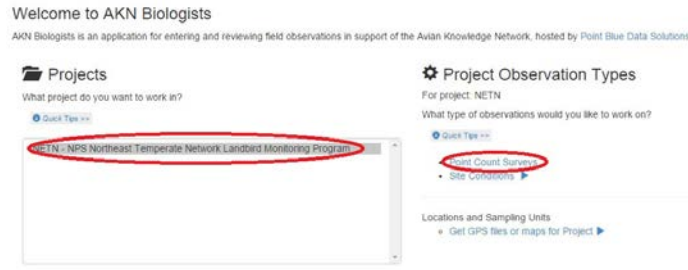 Welcome to AKN Biologists
AKN Biologists is an application for entering and reviewing field observations in support of the Avian Knowledge Network, hosted by Point Blue Data Solutions
Projects
What project do you want to work in?
Quick Tips >>
NETN - NPS Northeast Temperate Network Landbird Monitoring Program
Project Observation Types
For project: NETN
What type of observations would you like to work on?
Quick Tips >>
Point Count Surveys
Site Conditions
Locations and Sampling Units
Get GPS files or maps for Project